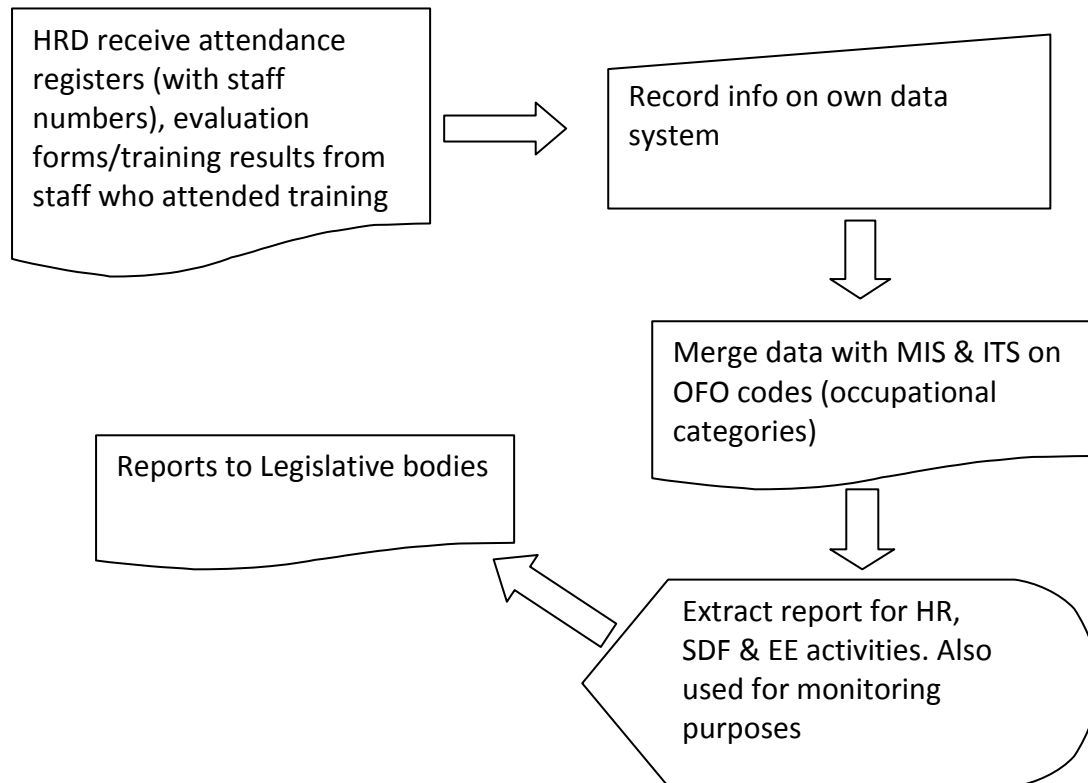 HRD receive attendance
registers (with staff
numbers), evaluation
forms/training results from
staff who attended training
Record info on own data
system
Merge data with MIS & ITS on
OFO codes (occupational
categories)
Extract report for HR,
SDF & EE activities. Also
used for monitoring
purposes
Reports to Legislative bodies